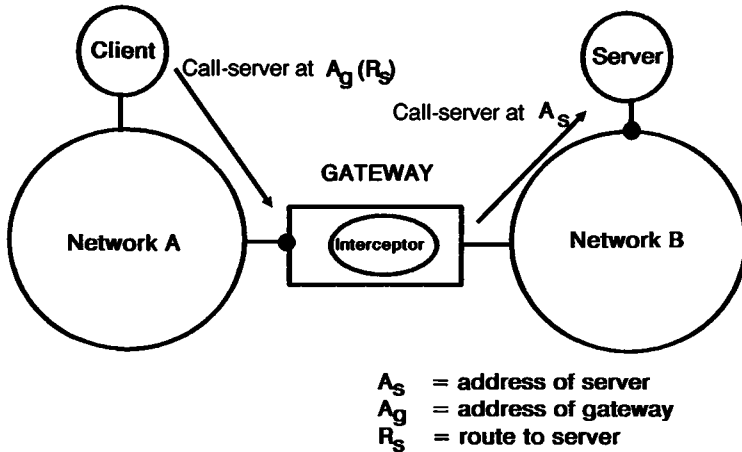 Client
Server
Call-server at Ag (Rs)
Call-server at As
GATEWAY
Network A
Interceptor
Network B
As = address of server
Ag = address of gateway
Rs = route to server